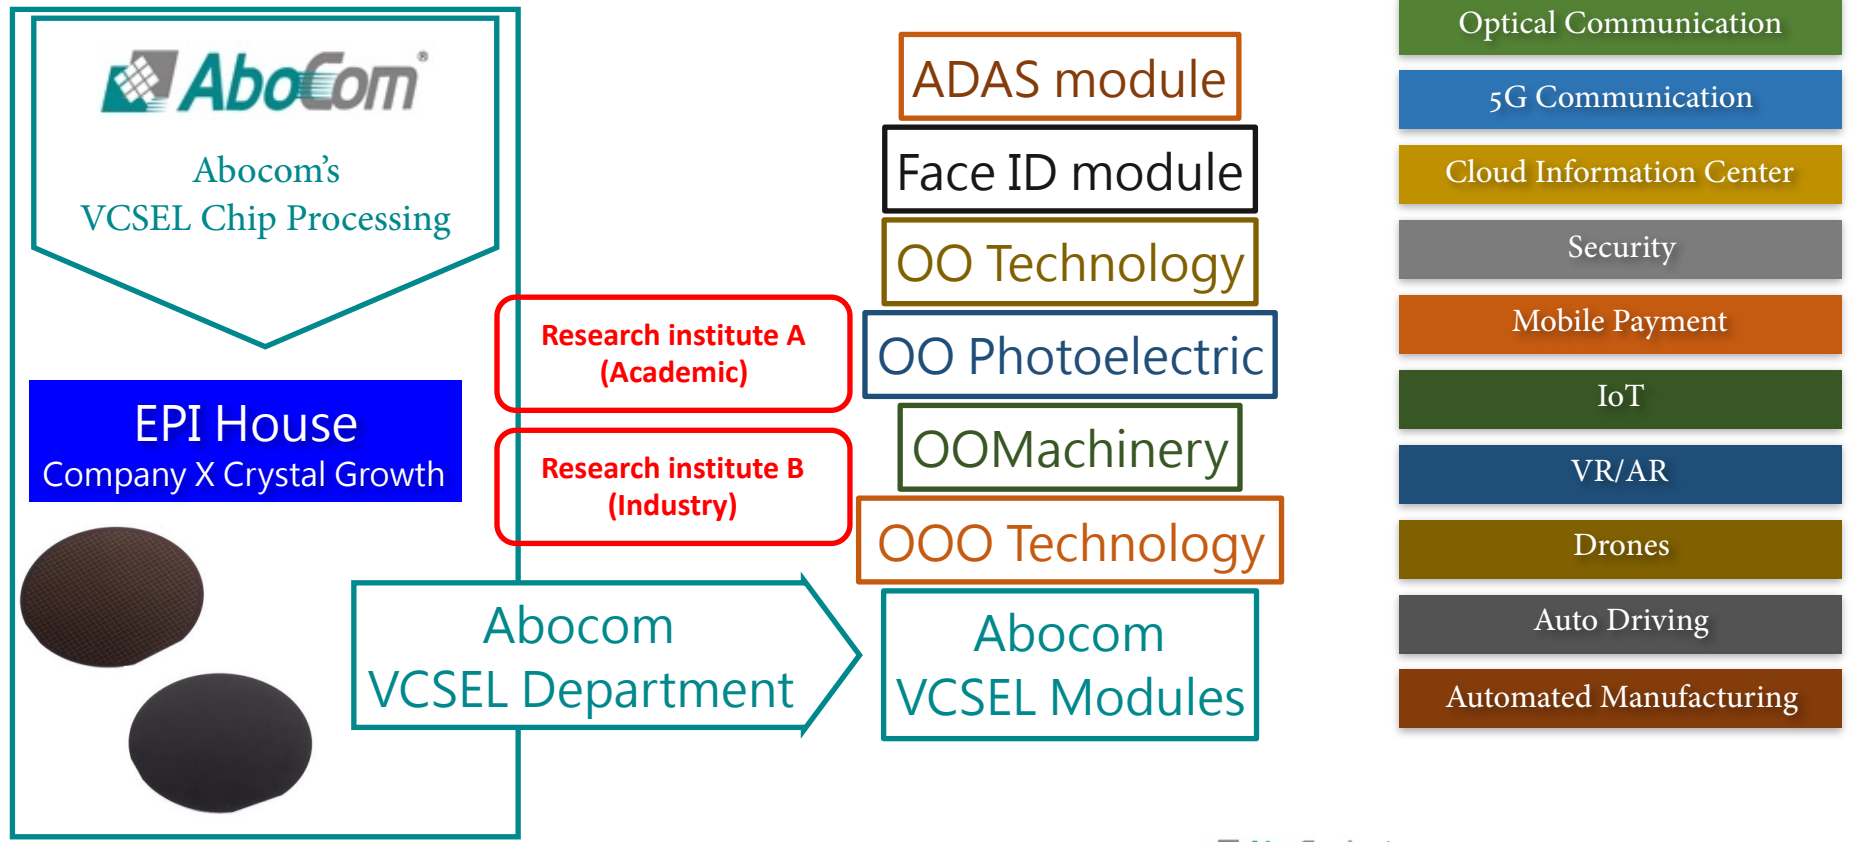 AboCom®
Abocom's
VCSEL Chip Processing
EPI House
Company X Crystal Growth
Research institute A
(Academic)
Research institute B
(Industry)
Abocom
VCSEL Department
ADAS module
Face ID module
OO Technology
OO Photoelectric
OOMachinery
OOO Technology
Abocom
VCSEL Modules
Optical Communication
5G Communication
Cloud Information Center
Security
Mobile Payment
IoT
VR/AR
Drones
Auto Driving
Automated Manufacturing